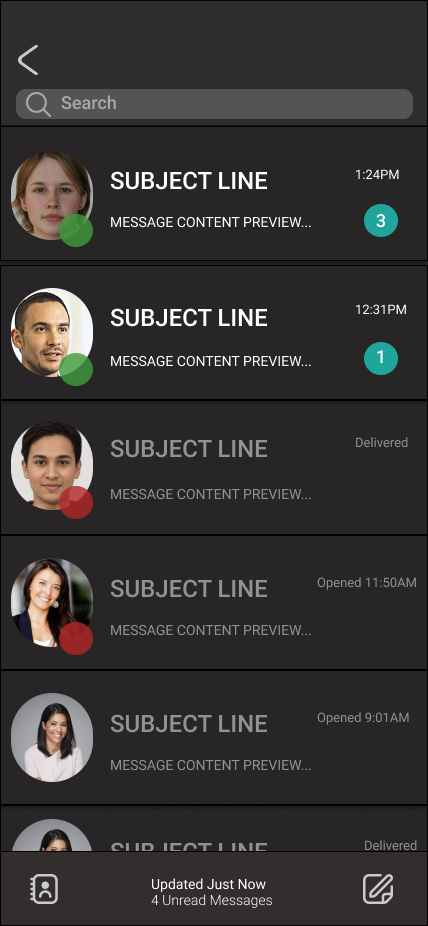 Search
SUBJECT LINE
1:24PM
MESSAGE CONTENT PREVIEW...
3
SUBJECT LINE
12:31PM
MESSAGE CONTENT PREVIEW...
1
SUBJECT LINE
Delivered
MESSAGE CONTENT PREVIEW...
SUBJECT LINE
Opened 11:50AM
MESSAGE CONTENT PREVIEW...
SUBJECT LINE
Opened 9:01AM
MESSAGE CONTENT PREVIEW...
SUBJECT LINE
Delivered
Updated Just Now
4 Unread Messages